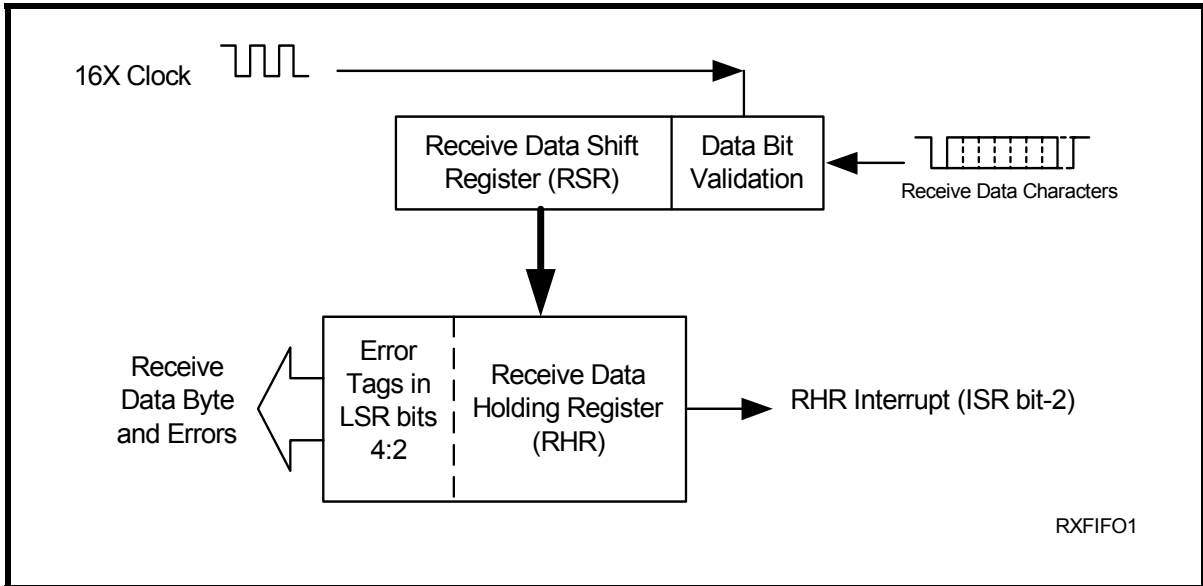 16X Clock
Receive Data Shift
Register (RSR)
Data Bit
Validation
Receive Data Characters
Receive
Data Byte
and Errors
Error
Tags in
LSR bits
4:2
Receive Data
Holding Register
(RHR)
RHR Interrupt (ISR bit-2)
RXFIFO1